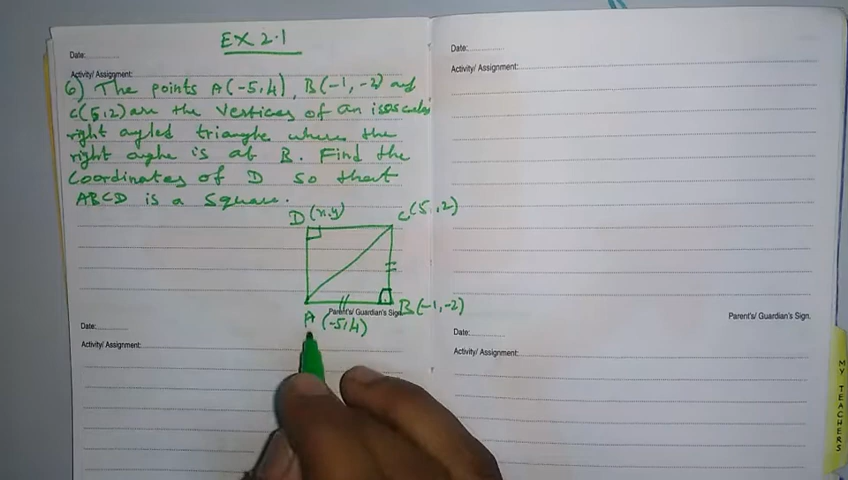 EX 2.1
Date:
Activity/ Assignment:
6) The points A(-5,4), B(-1,-2) and
C(5,2) are the vertices of an isosceles
right angled triangle where the
right angle is at B. Find the
coordinates of D so that
ABCD is a square.
D (x,y)
C(5,2)
B(-1,-2)
A (-5,4)
Parent's/ Guardian's Sign.
Date:
Activity/ Assignment:
Date:
Activity/ Assignment:
Parent's/ Guardian's Sign.
Date:
Activity/ Assignment:
MY TEACHERS